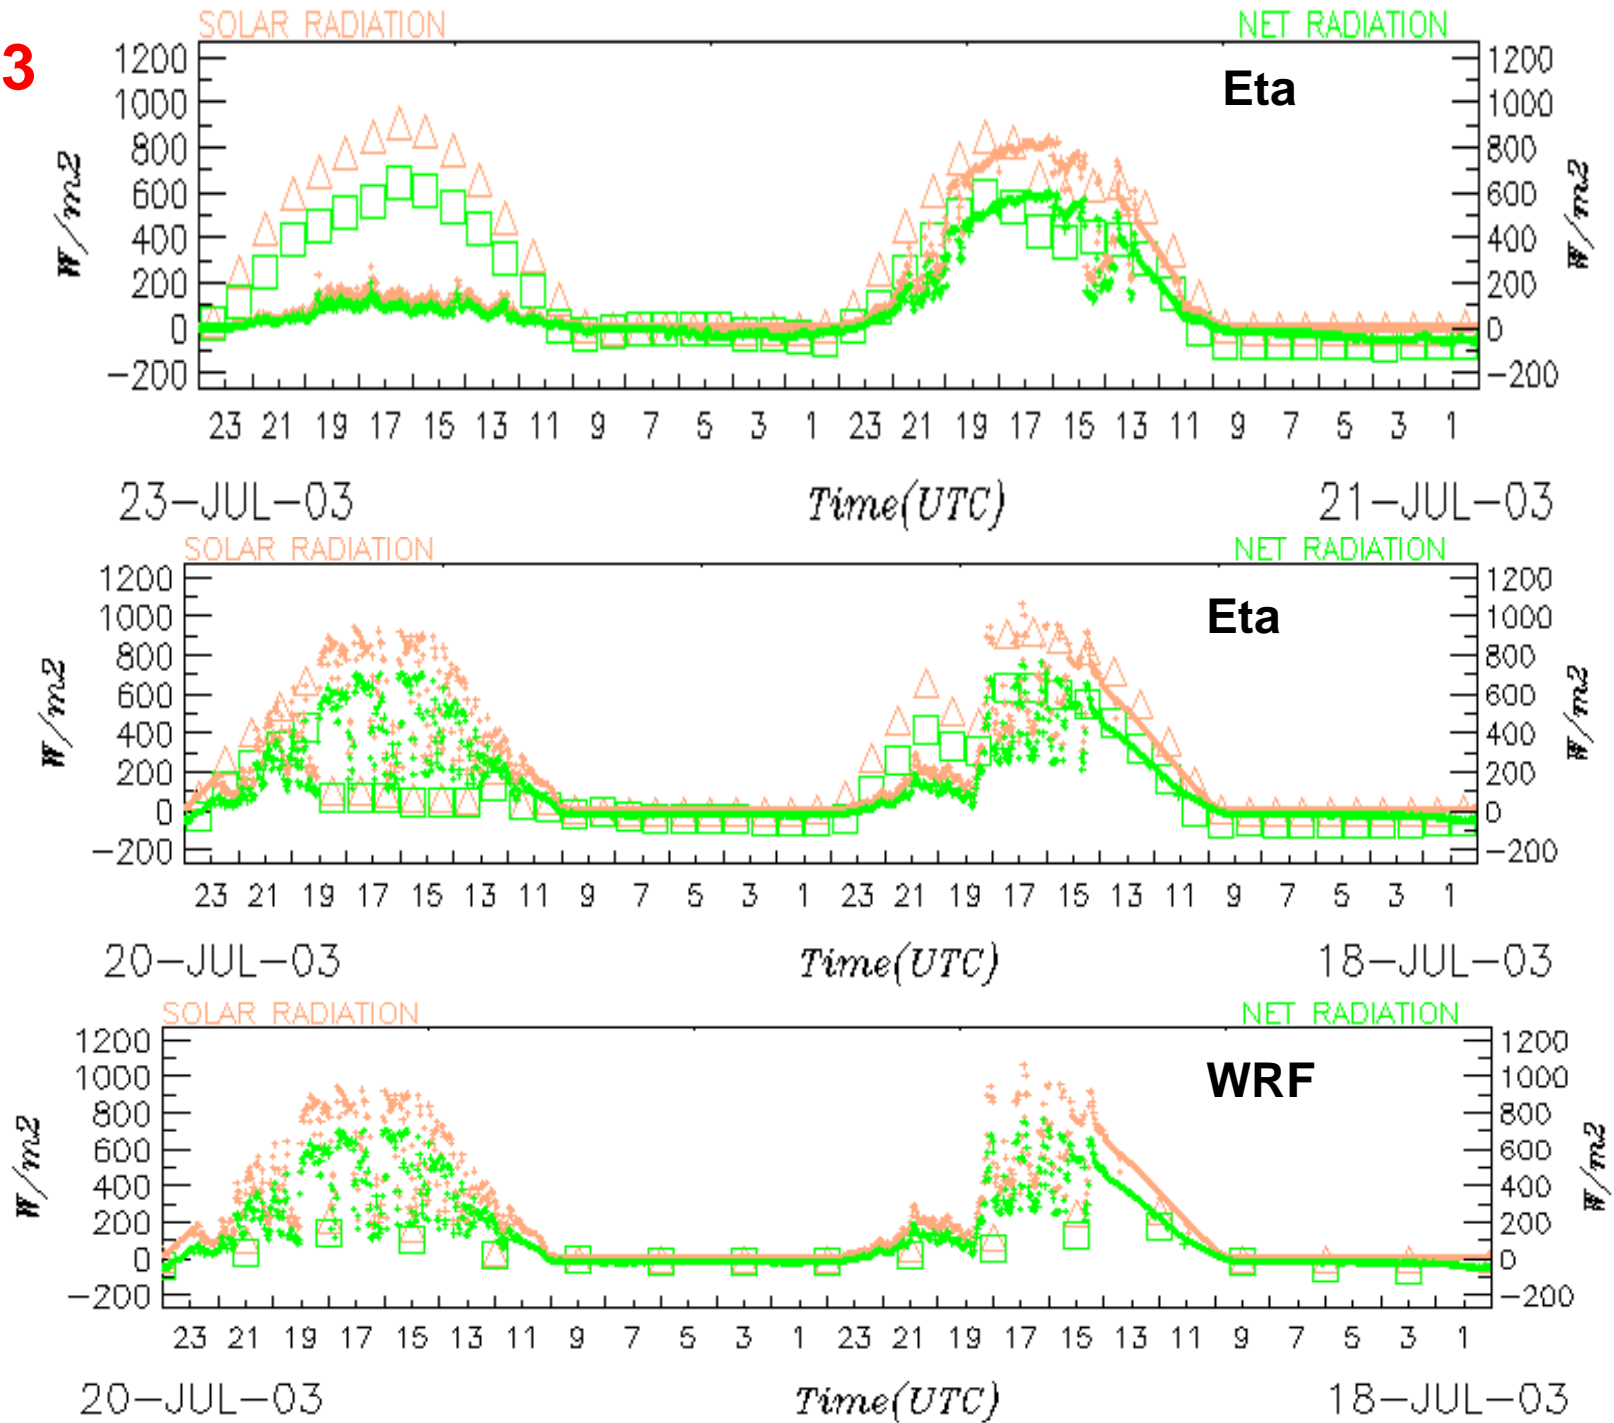 SOLAR RADIATION NET RADIATION
3
Eta
1200 1200
1000 1000
800 800
600 600
400 400
200 200
0 0
-200 -200
W/m2 W/m2
23 21 19 17 15 13 11 9 7 5 3 1 23 21 19 17 15 13 11 9 7 5 3 1
23-JUL-03 Time(UTC) 21-JUL-03
SOLAR RADIATION NET RADIATION
Eta
1200 1200
1000 1000
800 800
600 600
400 400
200 200
0 0
-200 -200
W/m2 W/m2
23 21 19 17 15 13 11 9 7 5 3 1 23 21 19 17 15 13 11 9 7 5 3 1
20-JUL-03 Time(UTC) 18-JUL-03
SOLAR RADIATION NET RADIATION
WRF
1200 1200
1000 1000
800 800
600 600
400 400
200 200
0 0
-200 -200
W/m2 W/m2
23 21 19 17 15 13 11 9 7 5 3 1 23 21 19 17 15 13 11 9 7 5 3 1
20-JUL-03 Time(UTC) 18-JUL-03